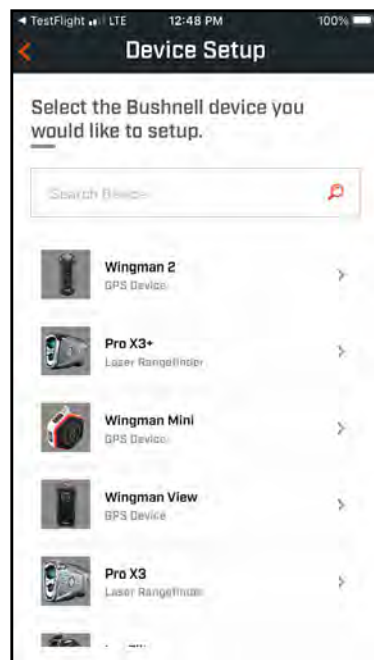 TestFlight LTE 12:48 PM 100%
Device Setup
Select the Bushnell device you
would like to setup.
Search Device
Wingman 2
GPS Device
Pro X3+
Laser Rangefinder
Wingman Mini
GPS Device
Wingman View
GPS Device
Pro X3
Laser Rangefinder